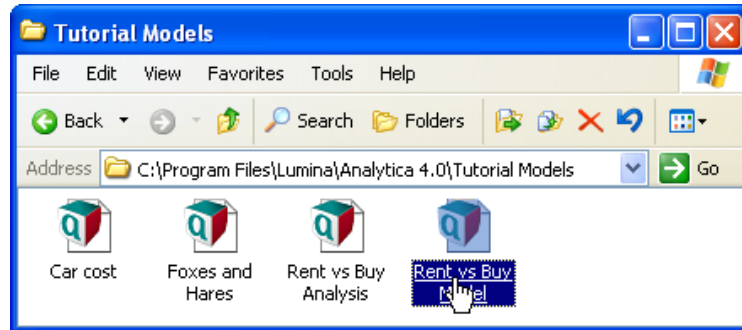 Tutorial Models
File Edit View Favorites Tools Help
Back Search Folders
Address C:\Program Files\Lumina\Analytica 4.0\Tutorial Models Go
Car cost Foxes and Rent vs Buy Rent vs Buy
Hares Analysis Model